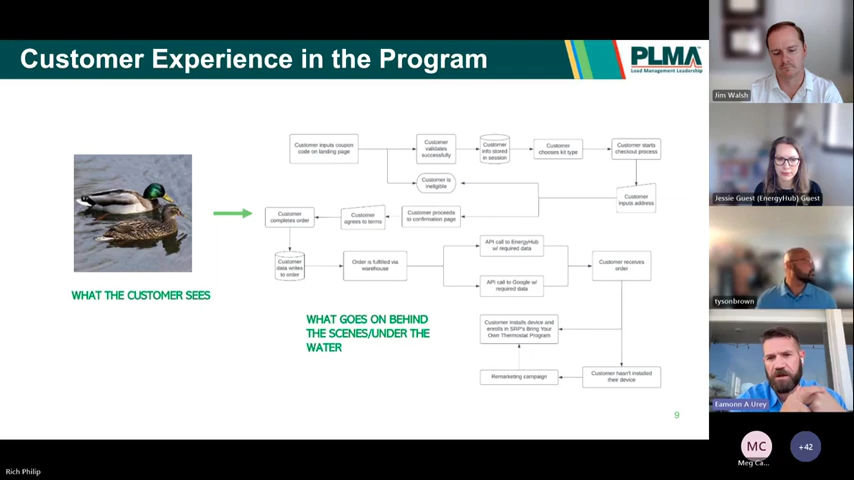 Customer Experience in the Program
PLMA
Load Management Leadership
Customer inputs coupon
code on landing page
Customer
validates
successfully
Customer
info stored
in session
Customer
chooses kit type
Customer starts
checkout process
Customer is
ineligible
Customer
inputs address
Customer
completes order
Customer
agrees to terms
Customer proceeds
to confirmation page
Customer
data writes
to order
Order is fulfilled via
warehouse
API call to EnergyHub
w/ required data
API call to Google w/
required data
Customer receives
order
WHAT THE CUSTOMER SEES
WHAT GOES ON BEHIND
THE SCENES/UNDER THE
WATER
Customer installs device and
enrolls in SRP's Bring Your
Own Thermostat Program
Remarketing campaign
Customer hasn't installed
their device
9
Jim Walsh
Jessie Guest (EnergyHub) Guest
tysonbrown
Eamonn A Urey
MC
+42
Meg Ca...
Rich Philip